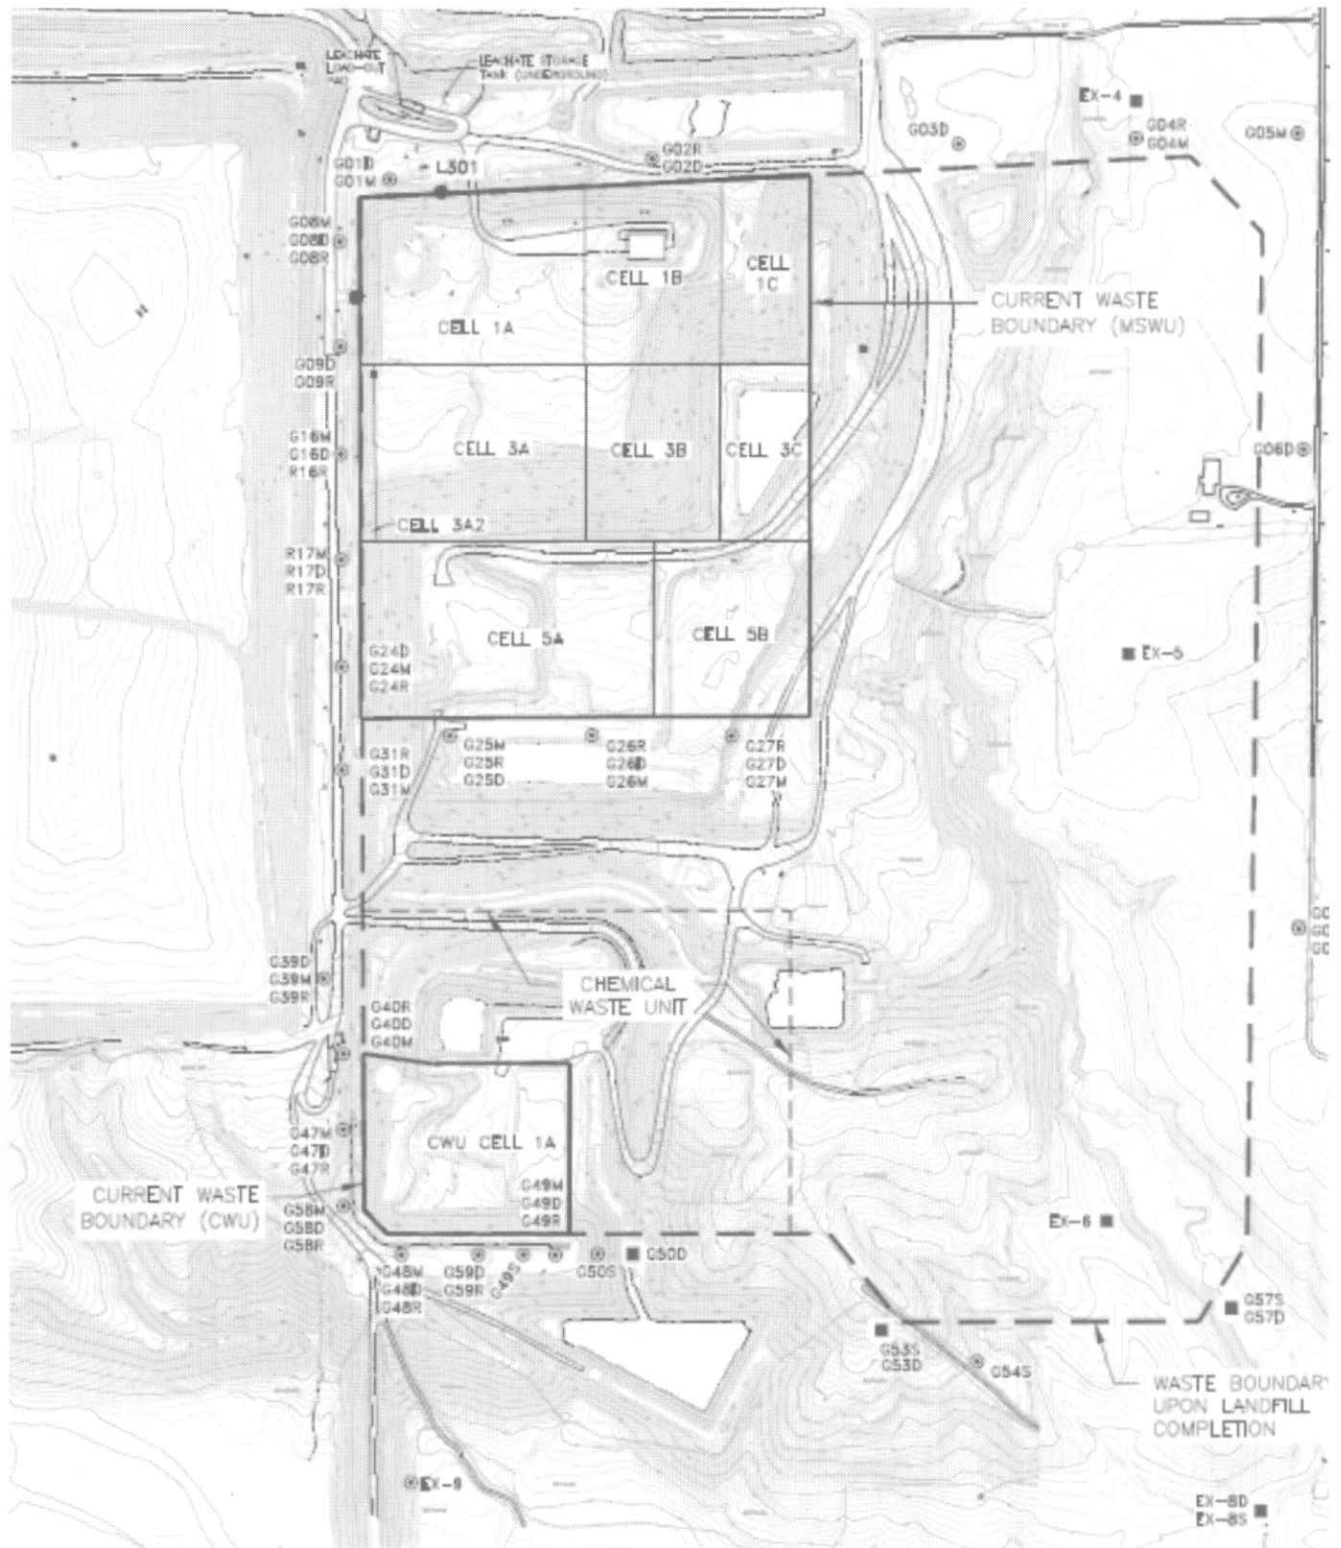 LEACHATE
LOAD-OUT
LEACHATE STORAGE
TANK (UNDERGROUND)
EX-4
G04R
G04M
G03D
G05M
G02R
G02D
G01D
G01M
L301
G08M
G08D
G08R
CELL 1B
CELL
1C
CELL 1A
CURRENT WASTE
BOUNDARY (MSWU)
G09D
G09R
G16M
G16D
R16R
CELL 3A
CELL 3B
CELL 3C
G06D
CELL 3A2
R17M
R17D
R17R
CELL 5A
CELL 5B
G24D
G24M
G24R
EX-5
G31R
G31D
G31M
G25M
G25R
G25D
G26R
G26D
G26M
G27R
G27D
G27M
G39D
G39M
G39R
CHEMICAL
WASTE UNIT
G40R
G40D
G40M
G47M
G47D
G47R
CWU CELL 1A
G49M
G49D
G49R
CURRENT WASTE
BOUNDARY (CWU)
G58M
G58D
G58R
EX-6
G48M
G48D
G48R
G59D
G59R
G49S
G50S
G50D
G57S
G57D
G53S
G53D
G54S
WASTE BOUNDAR
UPON LANDFILL
COMPLETION
EX-9
EX-8D
EX-8S